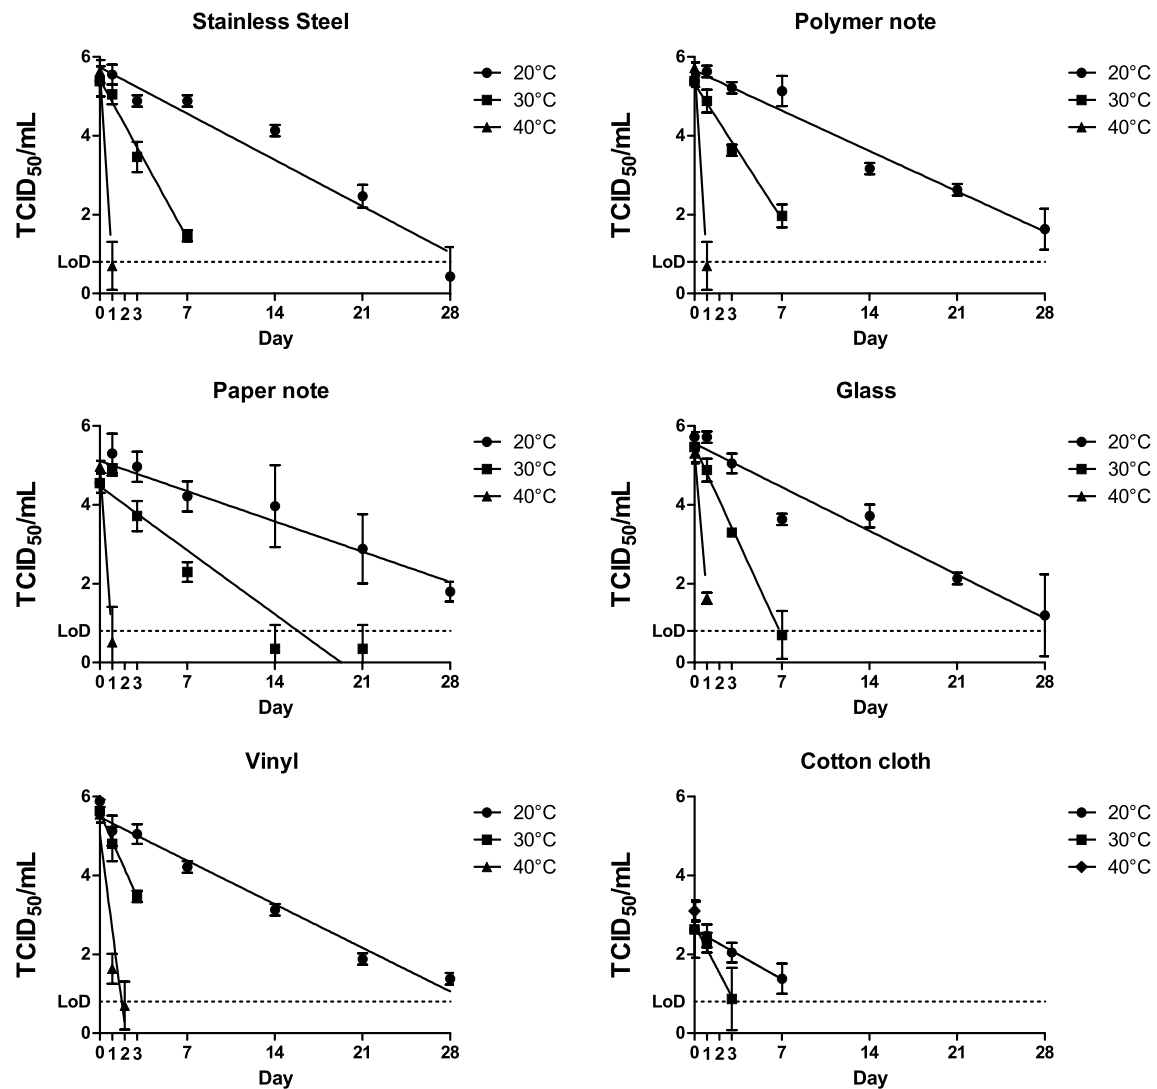 Stainless Steel
6
4
2
LoD
0
TCID50/mL
0 1 2 3 7 14 21 28
Day
20°C
30°C
40°C
Polymer note
6
4
2
LoD
0
TCID50/mL
0 1 2 3 7 14 21 28
Day
20°C
30°C
40°C
Paper note
6
4
2
LoD
0
TCID50/mL
0 1 2 3 7 14 21 28
Day
20°C
30°C
40°C
Glass
6
4
2
LoD
0
TCID50/mL
0 1 2 3 7 14 21 28
Day
20°C
30°C
40°C
Vinyl
6
4
2
LoD
0
TCID50/mL
0 1 2 3 7 14 21 28
Day
20°C
30°C
40°C
Cotton cloth
6
4
2
LoD
0
TCID50/mL
0 1 2 3 7 14 21 28
Day
20°C
30°C
40°C